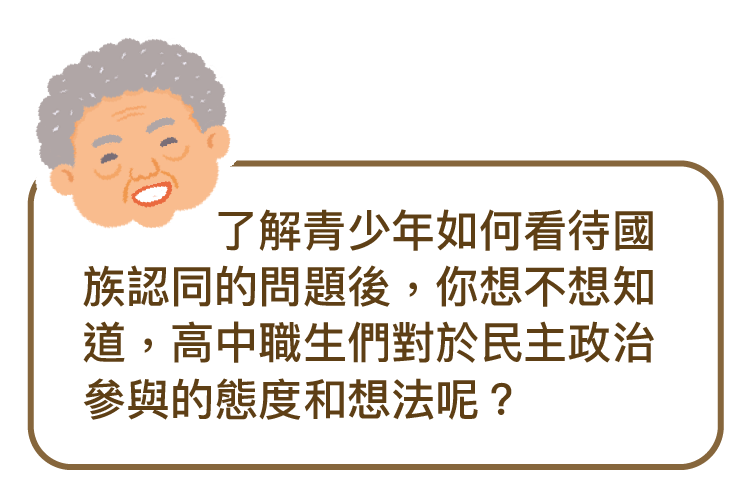 了解青少年如何看待國
族認同的問題後，你想不想知
道，高中職生們對於民主政治
參與的態度和想法呢？